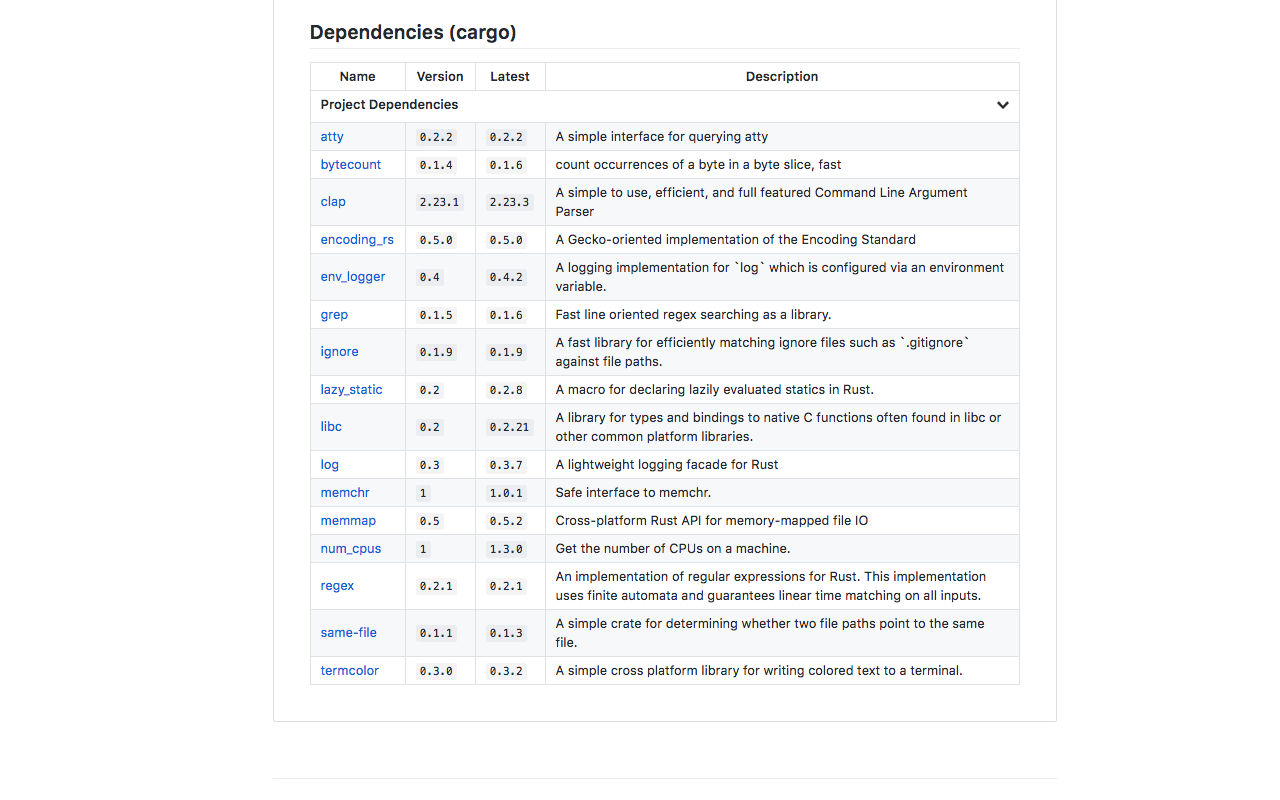 Dependencies (cargo)
Name Version Latest Description
Project Dependencies
atty 0.2.2 0.2.2 A simple interface for querying atty
bytecount 0.1.4 0.1.6 count occurrences of a byte in a byte slice, fast
clap 2.23.1 2.23.3 A simple to use, efficient, and full featured Command Line Argument
Parser
encoding_rs 0.5.0 0.5.0 A Gecko-oriented implementation of the Encoding Standard
env_logger 0.4 0.4.2 A logging implementation for `log` which is configured via an environment
variable.
grep 0.1.5 0.1.6 Fast line oriented regex searching as a library.
ignore 0.1.9 0.1.9 A fast library for efficiently matching ignore files such as `.gitignore`
against file paths.
lazy_static 0.2 0.2.8 A macro for declaring lazily evaluated statics in Rust.
libc 0.2 0.2.21 A library for types and bindings to native C functions often found in libc or
other common platform libraries.
log 0.3 0.3.7 A lightweight logging facade for Rust
memchr 1 1.0.1 Safe interface to memchr.
memmap 0.5 0.5.2 Cross-platform Rust API for memory-mapped file IO
num_cpus 1 1.3.0 Get the number of CPUs on a machine.
regex 0.2.1 0.2.1 An implementation of regular expressions for Rust. This implementation
uses finite automata and guarantees linear time matching on all inputs.
same-file 0.1.1 0.1.3 A simple crate for determining whether two file paths point to the same
file.
termcolor 0.3.0 0.3.2 A simple cross platform library for writing colored text to a terminal.